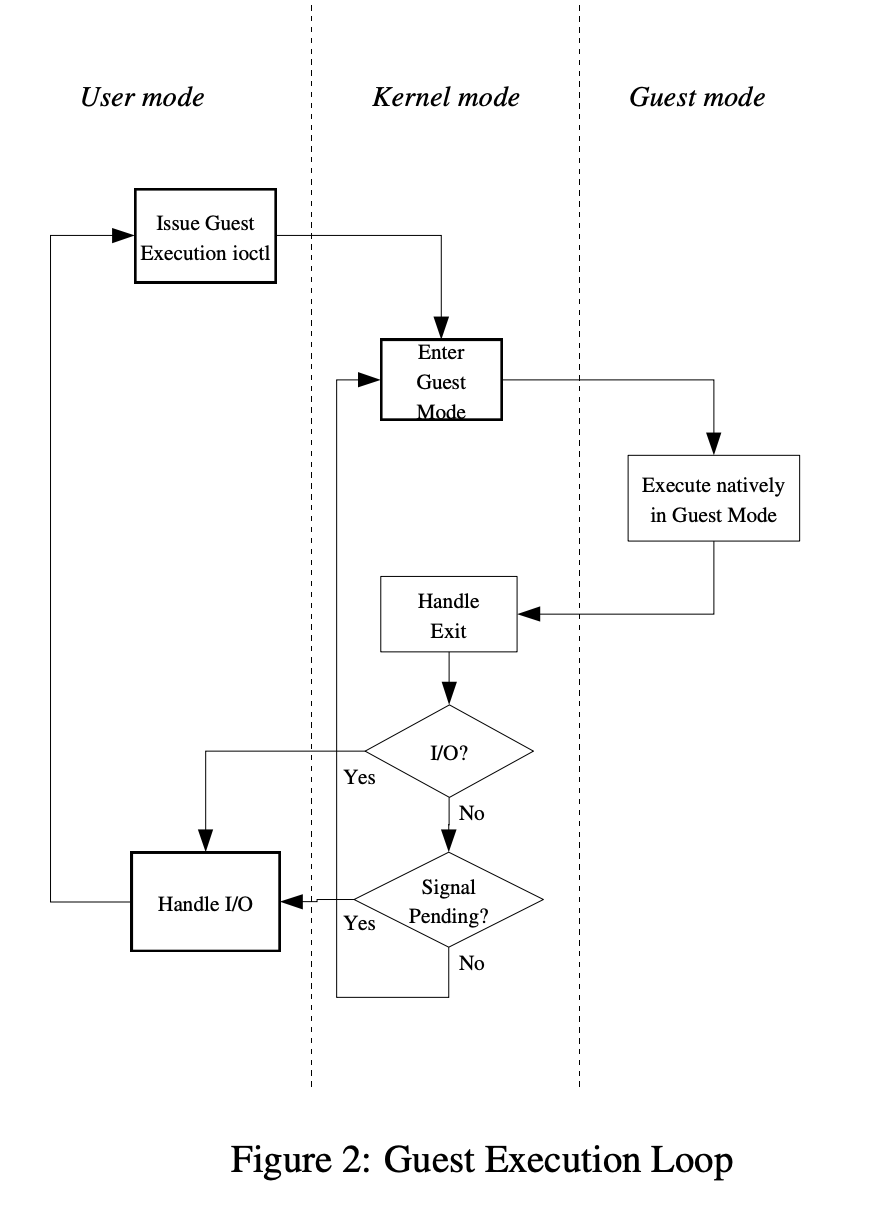 User mode
Kernel mode
Guest mode
Issue Guest
Execution ioctl
Enter
Guest
Mode
Execute natively
in Guest Mode
Handle
Exit
I/O?
Yes
No
Handle I/O
Signal
Pending?
Yes
No
Figure 2: Guest Execution Loop